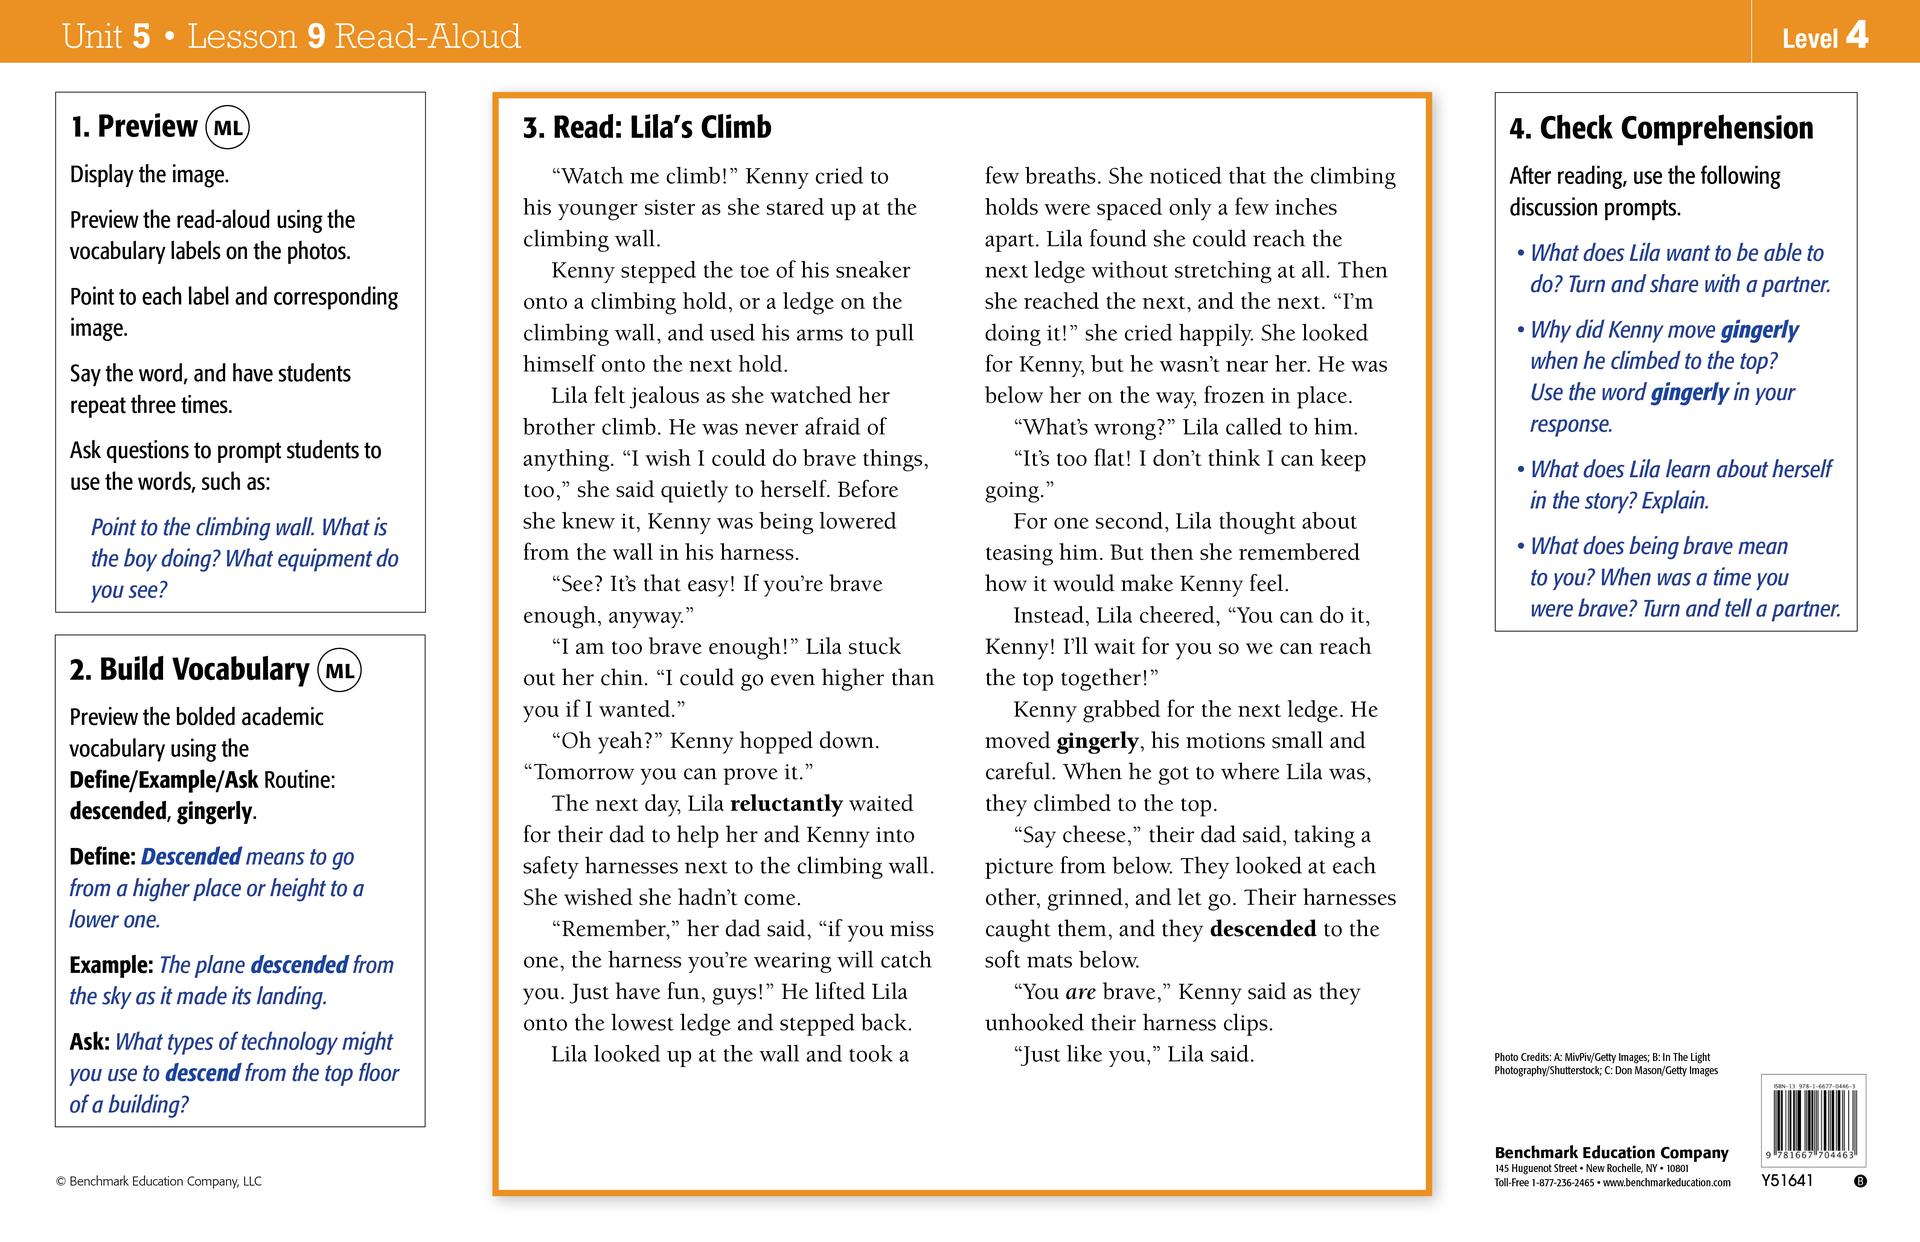 Unit 5 • Lesson 9 Read-Aloud
Level 4
1. Preview ML
Display the image.
Preview the read-aloud using the
vocabulary labels on the photos.
Point to each label and corresponding
image.
Say the word, and have students
repeat three times.
Ask questions to prompt students to
use the words, such as:
Point to the climbing wall. What is
the boy doing? What equipment do
you see?
2. Build Vocabulary ML
Preview the bolded academic
vocabulary using the
Define/Example/Ask Routine:
descended, gingerly.
Define: Descended means to go
from a higher place or height to a
lower one.
Example: The plane descended from
the sky as it made its landing.
Ask: What types of technology might
you use to descend from the top floor
of a building?
© Benchmark Education Company, LLC
3. Read: Lila’s Climb
“Watch me climb!” Kenny cried to
his younger sister as she stared up at the
climbing wall.
Kenny stepped the toe of his sneaker
onto a climbing hold, or a ledge on the
climbing wall, and used his arms to pull
himself onto the next hold.
Lila felt jealous as she watched her
brother climb. He was never afraid of
anything. “I wish I could do brave things,
too,” she said quietly to herself. Before
she knew it, Kenny was being lowered
from the wall in his harness.
“See? It’s that easy! If you’re brave
enough, anyway.”
“I am too brave enough!” Lila stuck
out her chin. “I could go even higher than
you if I wanted.”
“Oh yeah?” Kenny hopped down.
“Tomorrow you can prove it.”
The next day, Lila reluctantly waited
for their dad to help her and Kenny into
safety harnesses next to the climbing wall.
She wished she hadn’t come.
“Remember,” her dad said, “if you miss
one, the harness you’re wearing will catch
you. Just have fun, guys!” He lifted Lila
onto the lowest ledge and stepped back.
Lila looked up at the wall and took a
few breaths. She noticed that the climbing
holds were spaced only a few inches
apart. Lila found she could reach the
next ledge without stretching at all. Then
she reached the next, and the next. “I’m
doing it!” she cried happily. She looked
for Kenny, but he wasn’t near her. He was
below her on the way, frozen in place.
“What’s wrong?” Lila called to him.
“It’s too flat! I don’t think I can keep
going.”
For one second, Lila thought about
teasing him. But then she remembered
how it would make Kenny feel.
Instead, Lila cheered, “You can do it,
Kenny! I’ll wait for you so we can reach
the top together!”
Kenny grabbed for the next ledge. He
moved gingerly, his motions small and
careful. When he got to where Lila was,
they climbed to the top.
“Say cheese,” their dad said, taking a
picture from below. They looked at each
other, grinned, and let go. Their harnesses
caught them, and they descended to the
soft mats below.
“You are brave,” Kenny said as they
unhooked their harness clips.
“Just like you,” Lila said.
4. Check Comprehension
After reading, use the following
discussion prompts.
• What does Lila want to be able to
do? Turn and share with a partner.
• Why did Kenny move gingerly
when he climbed to the top?
Use the word gingerly in your
response.
• What does Lila learn about herself
in the story? Explain.
• What does being brave mean
to you? When was a time you
were brave? Turn and tell a partner.
Photo Credits: A: MivPiv/Getty Images; B: In The Light
Photography/Shutterstock; C: Don Mason/Getty Images
Benchmark Education Company
145 Huguenot Street • New Rochelle, NY • 10801
Toll-Free 1-877-236-2465 • www.benchmarkeducation.com
ISBN-13 978-1-6677-0446-3
9 781667 704463
Y51641
B